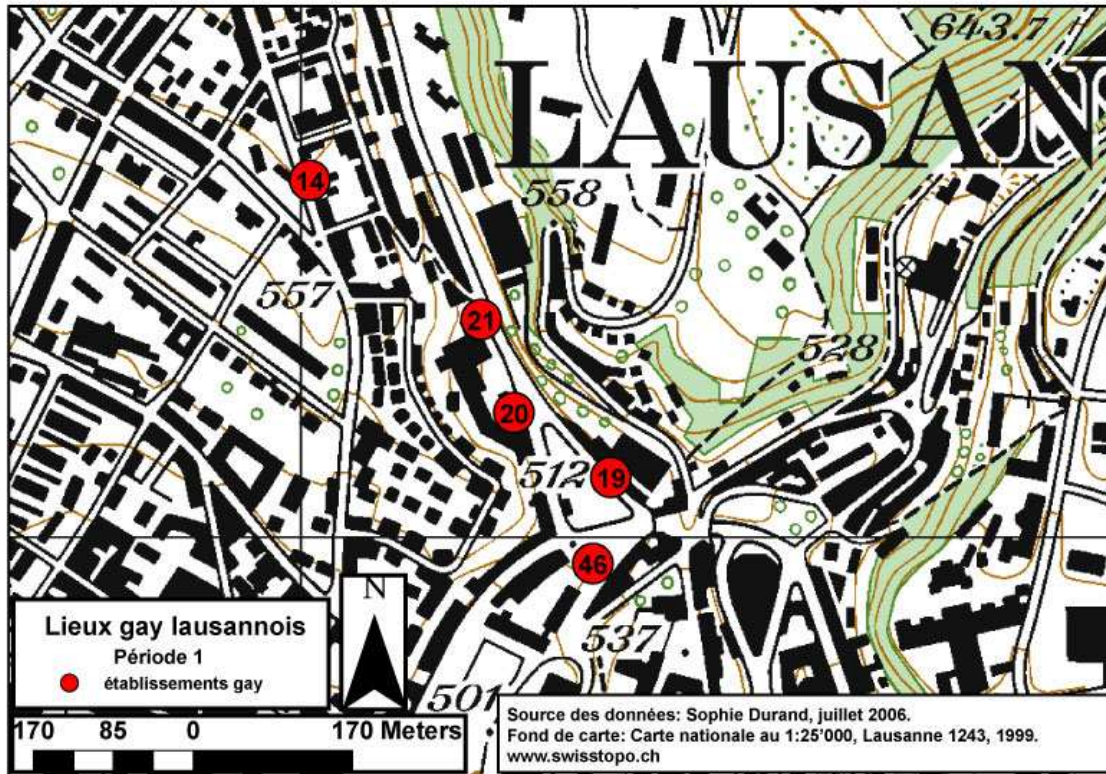 643.7
LAUSAN
558
14
557
21
528
20
512
19
46
537
501
N
Lieux gay lausannois
Période 1
établissements gay
170 85 0 170 Meters
Source des données: Sophie Durand, juillet 2006.
Fond de carte: Carte nationale au 1:25'000, Lausanne 1243, 1999.
www.swisstopo.ch